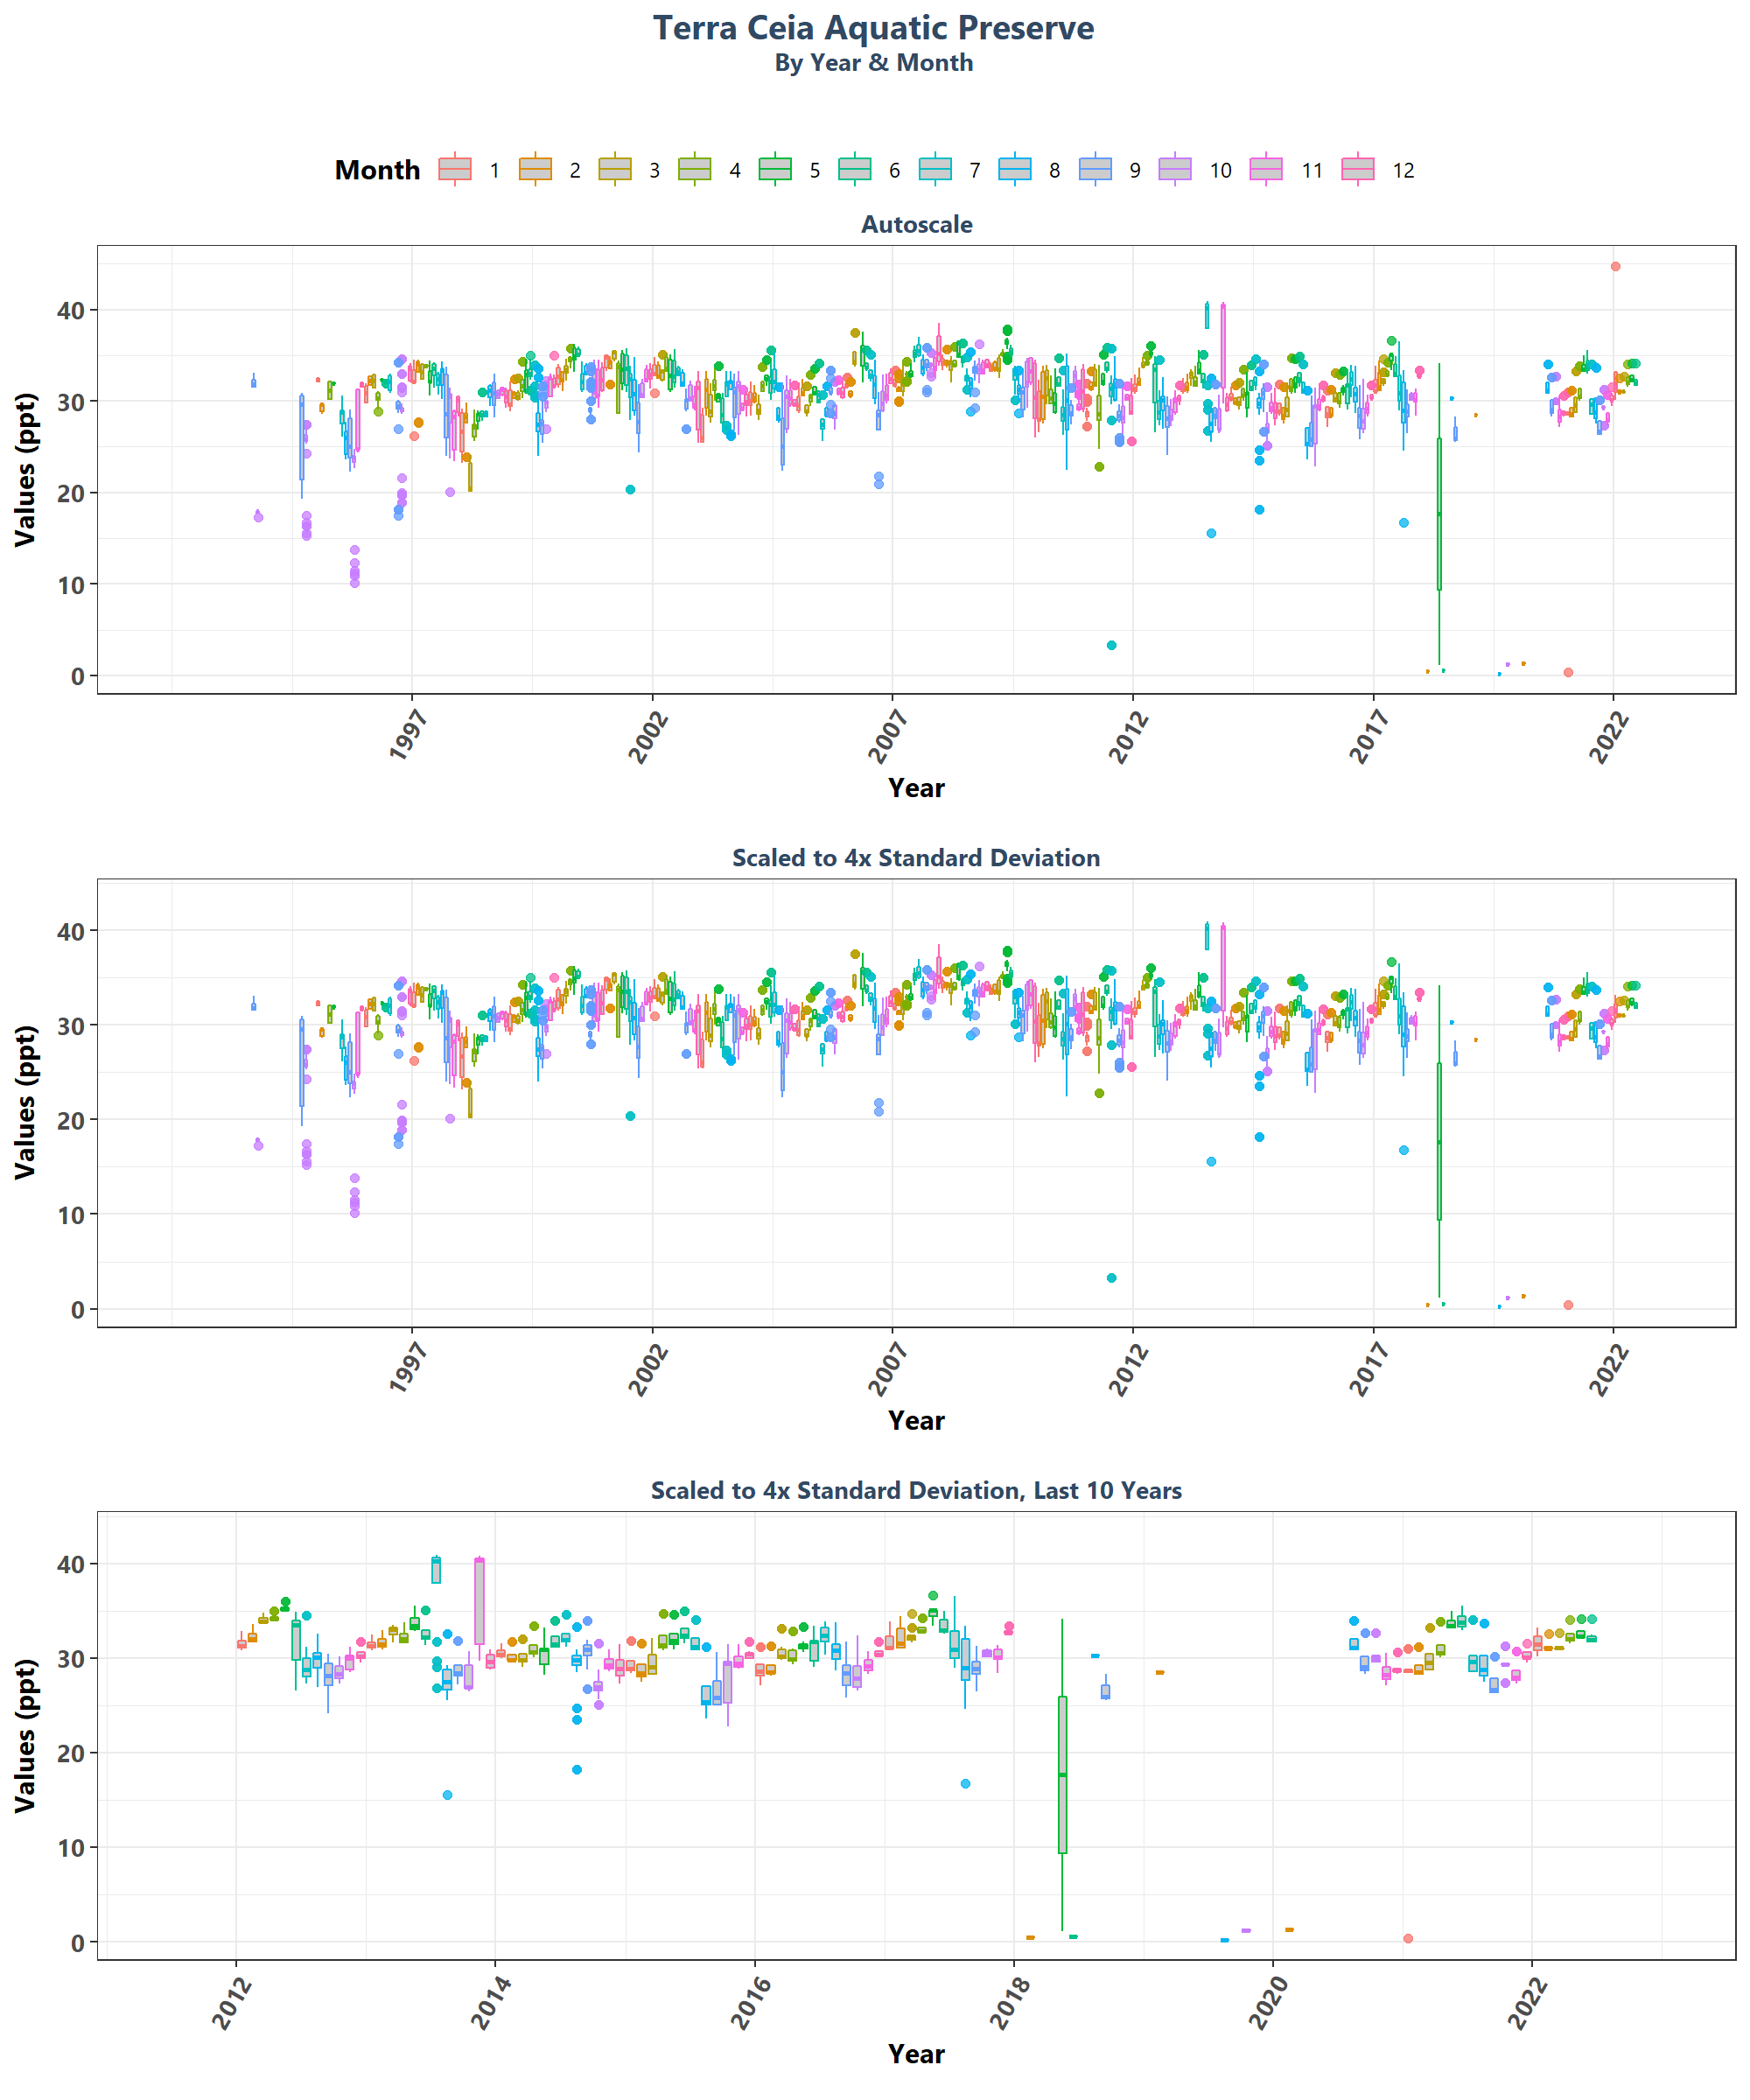 Terra Ceia Aquatic Preserve
By Year & Month
Month 1 2 3 4 5 6 7 8 9 10 11 12
Autoscale
Values (ppt)
40
30
20
10
0
1997 2002 2007 2012 2017 2022
Year
Scaled to 4x Standard Deviation
Values (ppt)
40
30
20
10
0
1997 2002 2007 2012 2017 2022
Year
Scaled to 4x Standard Deviation, Last 10 Years
Values (ppt)
40
30
20
10
0
2012 2014 2016 2018 2020 2022
Year